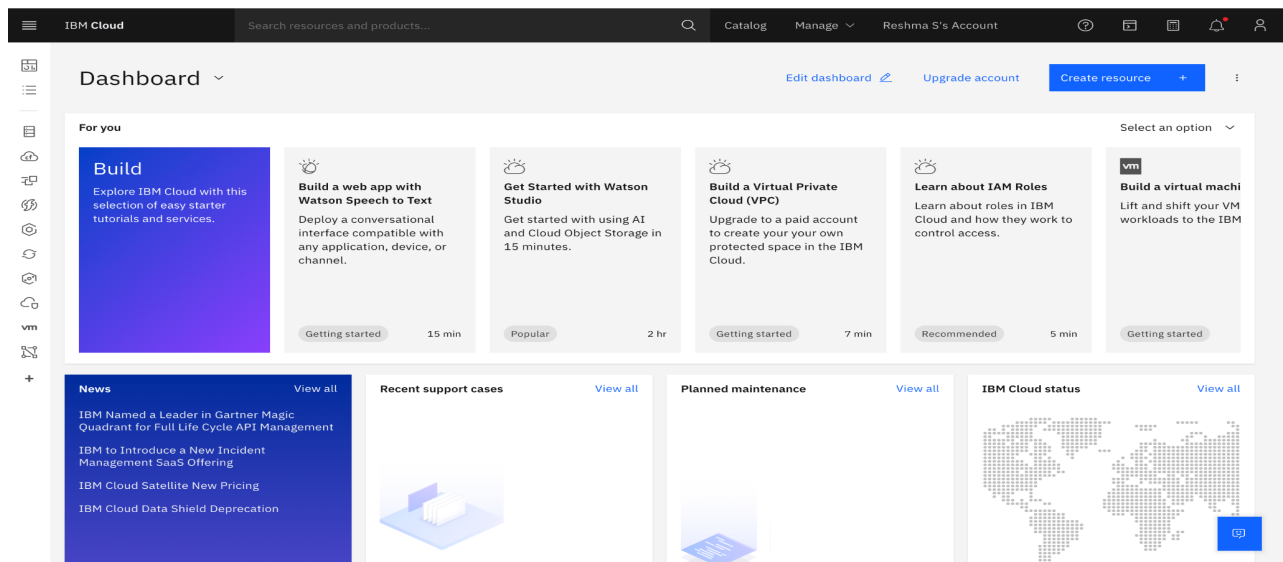 IBM Cloud
Search resources and products...
Catalog
Manage
Reshma S's Account
Dashboard
Edit dashboard
Upgrade account
Create resource +
For you
Select an option
Build
Explore IBM Cloud with this
selection of easy starter
tutorials and services.
Build a web app with
Watson Speech to Text
Deploy a conversational
interface compatible with
any application, device, or
channel.
Getting started
15 min
Get Started with Watson
Studio
Get started with using AI
and Cloud Object Storage in
15 minutes.
Popular
2 hr
Build a Virtual Private
Cloud (VPC)
Upgrade to a paid account
to create your your own
protected space in the IBM
Cloud.
Getting started
7 min
Learn about IAM Roles
Learn about roles in IBM
Cloud and how they work to
control access.
Recommended
5 min
vm
Build a virtual machi
Lift and shift your VM
workloads to the IBM
Getting started
vm
News
View all
IBM Named a Leader in Gartner Magic
Quadrant for Full Life Cycle API Management
IBM to Introduce a New Incident
Management SaaS Offering
IBM Cloud Satellite New Pricing
IBM Cloud Data Shield Deprecation
Recent support cases
View all
Planned maintenance
View all
IBM Cloud status
View all